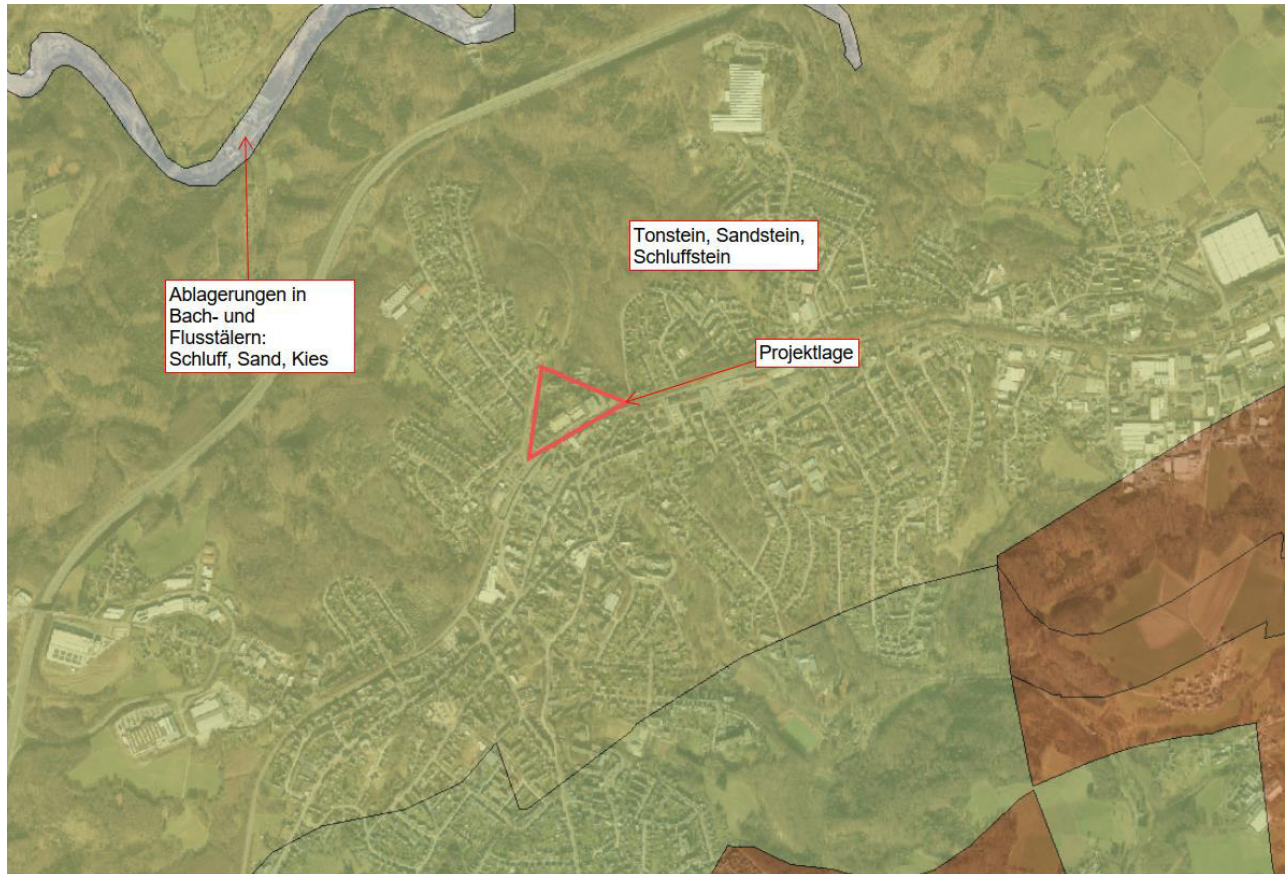 Tonstein, Sandstein,
Schluffstein
Ablagerungen in
Bach- und
Flusstälern:
Schluff, Sand, Kies
Projektlage